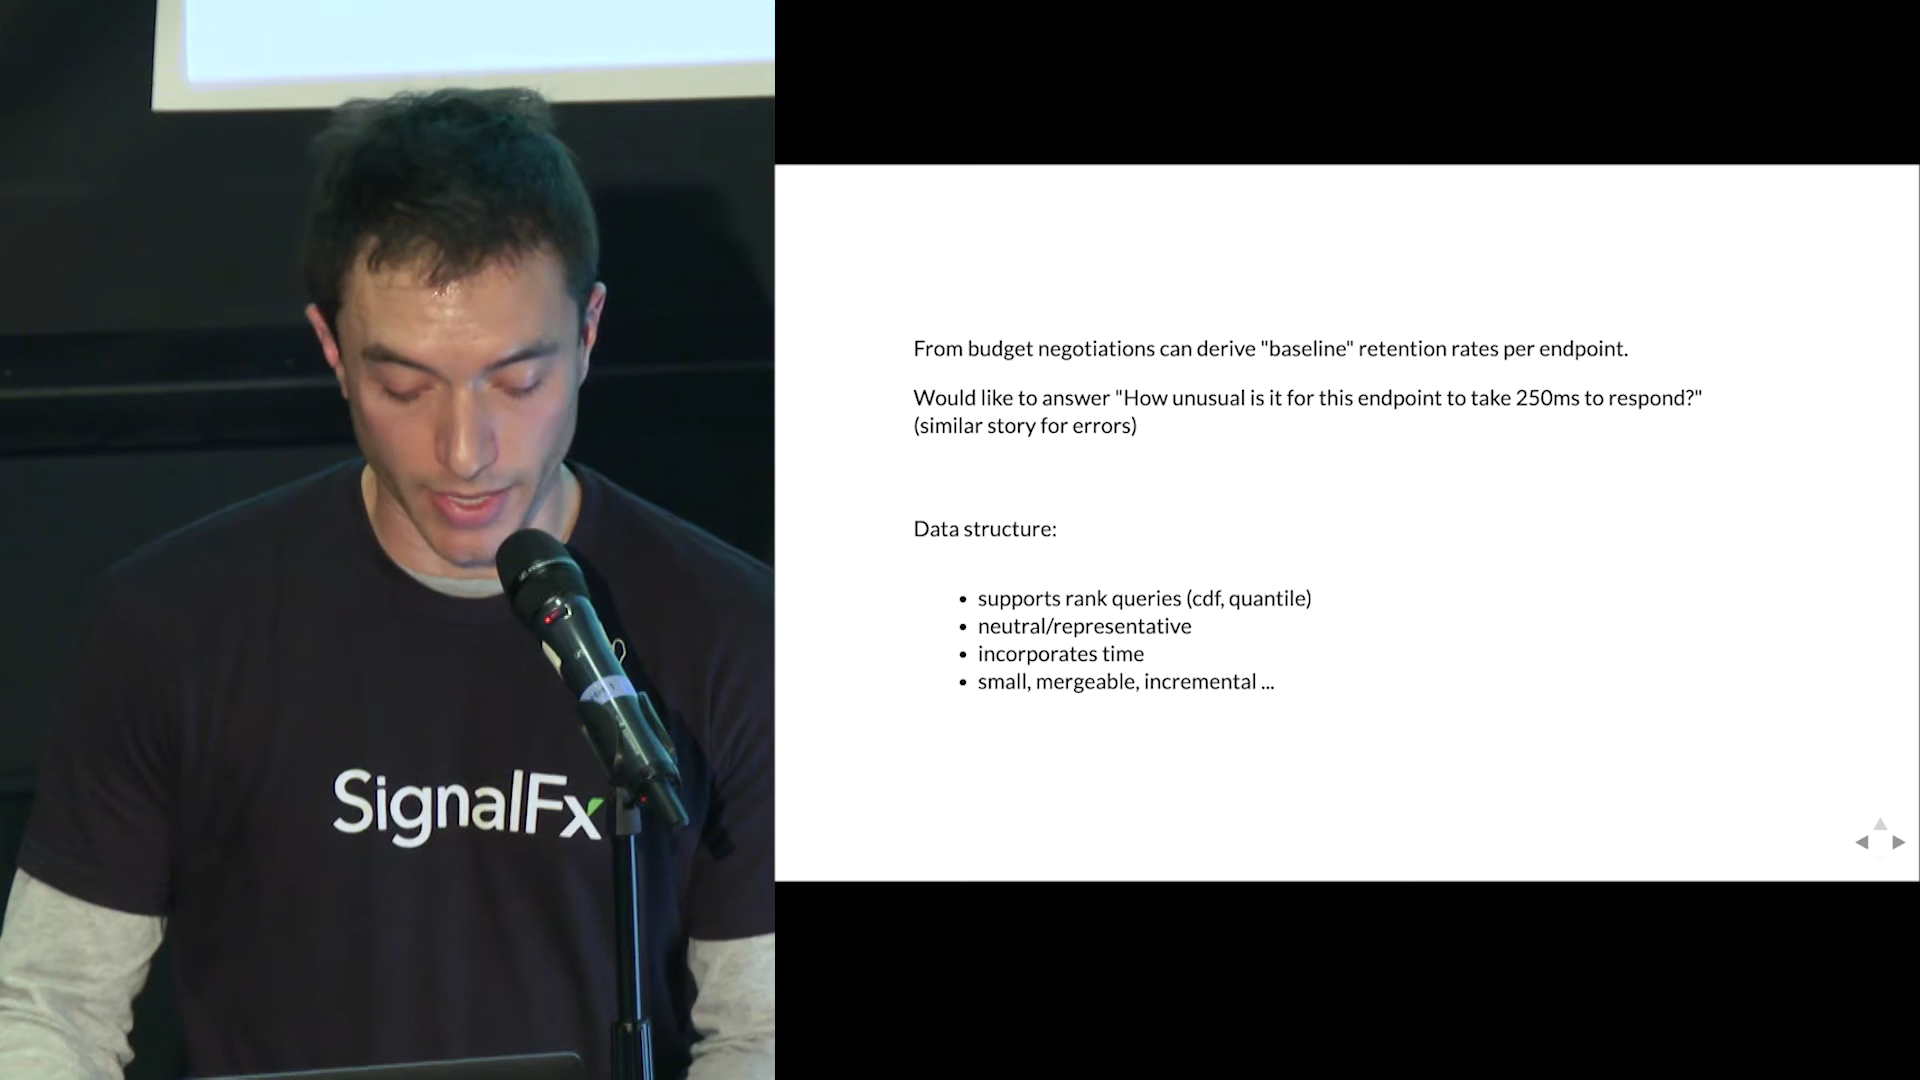 From budget negotiations can derive "baseline" retention rates per endpoint.
Would like to answer "How unusual is it for this endpoint to take 250ms to respond?"
(similar story for errors)
Data structure:
• supports rank queries (cdf, quantile)
• neutral/representative
• incorporates time
• small, mergeable, incremental ...
SignalFx